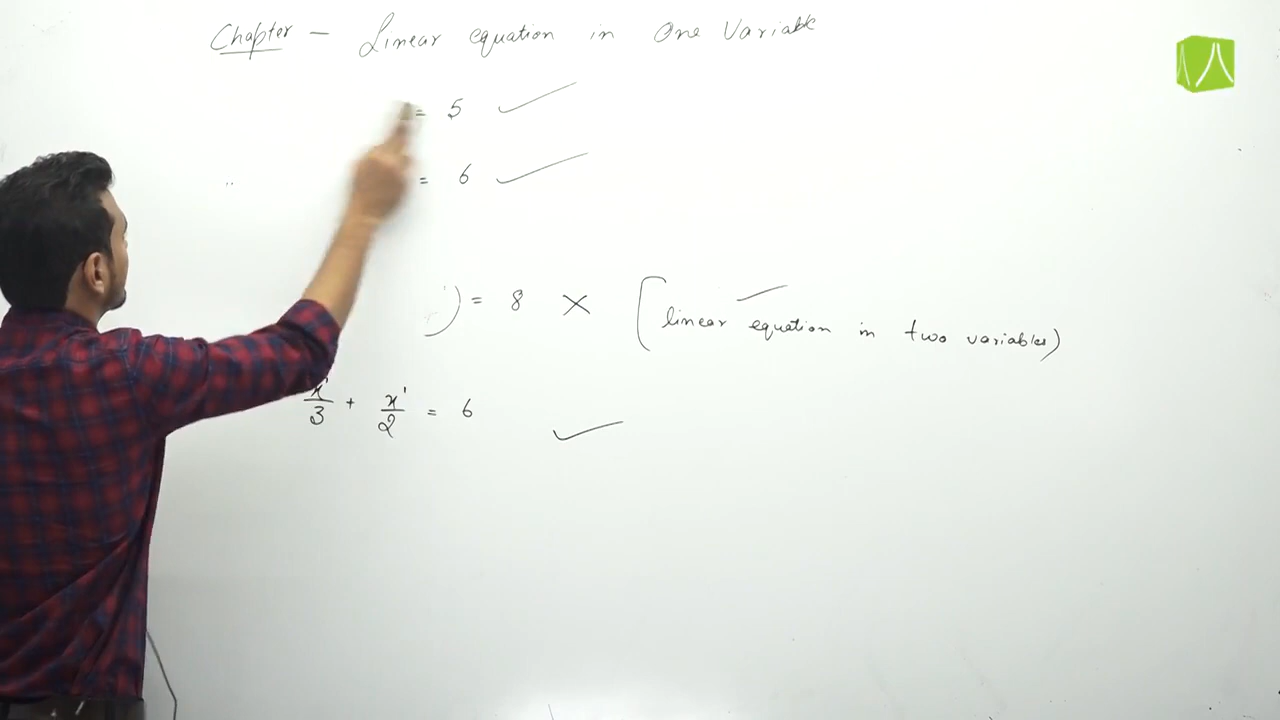 Chapter - Linear equation in One Variable
= 5 ✓
= 6 ✓
) = 8 × [linear equation in two variables)
x'/3 + x'/2 = 6 ✓